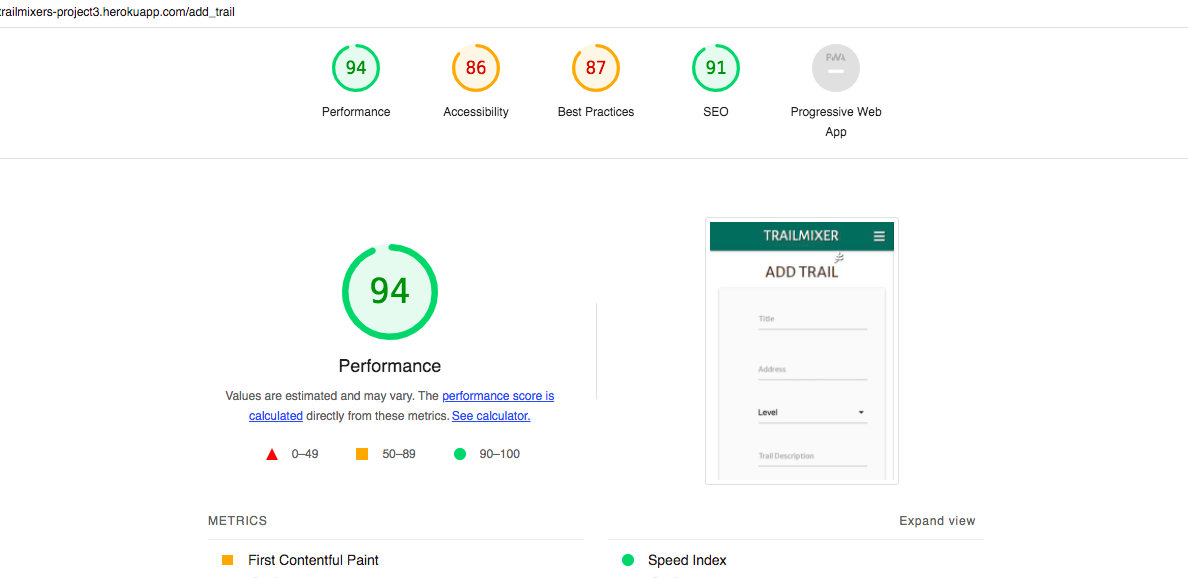 trailmixers-project3.herokuapp.com/add_trail
94
86
87
91
PWA
Performance
Accessibility
Best Practices
SEO
Progressive Web
App
94
Performance
Values are estimated and may vary. The performance score is
calculated directly from these metrics. See calculator.
0–49
50–89
90–100
TRAILMIXER
ADD TRAIL
Title
Address
Level
Trail Description
METRICS
Expand view
First Contentful Paint
Speed Index